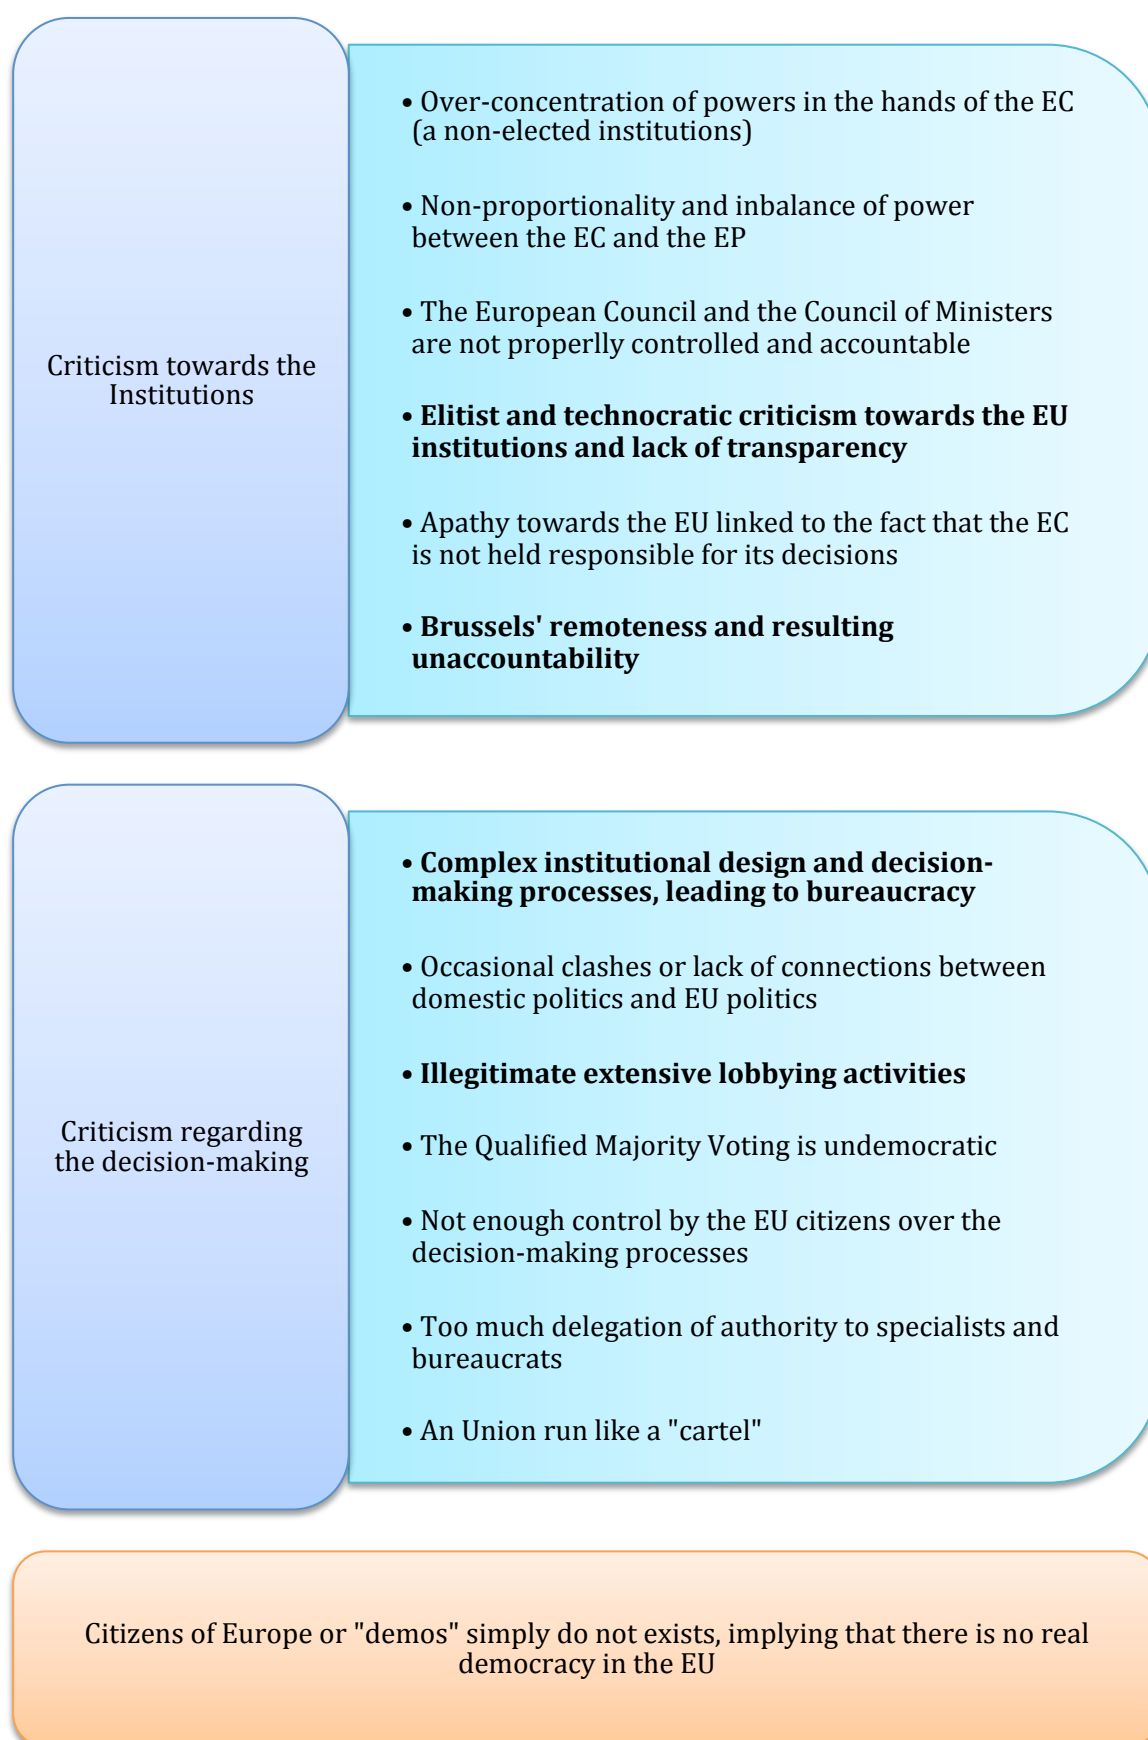 Criticism towards the
Institutions
• Over-concentration of powers in the hands of the EC
(a non-elected institutions)
• Non-proportionality and inbalance of power
between the EC and the EP
• The European Council and the Council of Ministers
are not properlly controlled and accountable
• Elitist and technocratic criticism towards the EU
institutions and lack of transparency
• Apathy towards the EU linked to the fact that the EC
is not held responsible for its decisions
• Brussels' remoteness and resulting
unaccountability
Criticism regarding
the decision-making
• Complex institutional design and decision-
making processes, leading to bureaucracy
• Occasional clashes or lack of connections between
domestic politics and EU politics
• Illegitimate extensive lobbying activities
• The Qualified Majority Voting is undemocratic
• Not enough control by the EU citizens over the
decision-making processes
• Too much delegation of authority to specialists and
bureaucrats
• An Union run like a "cartel"
Citizens of Europe or "demos" simply do not exists, implying that there is no real
democracy in the EU